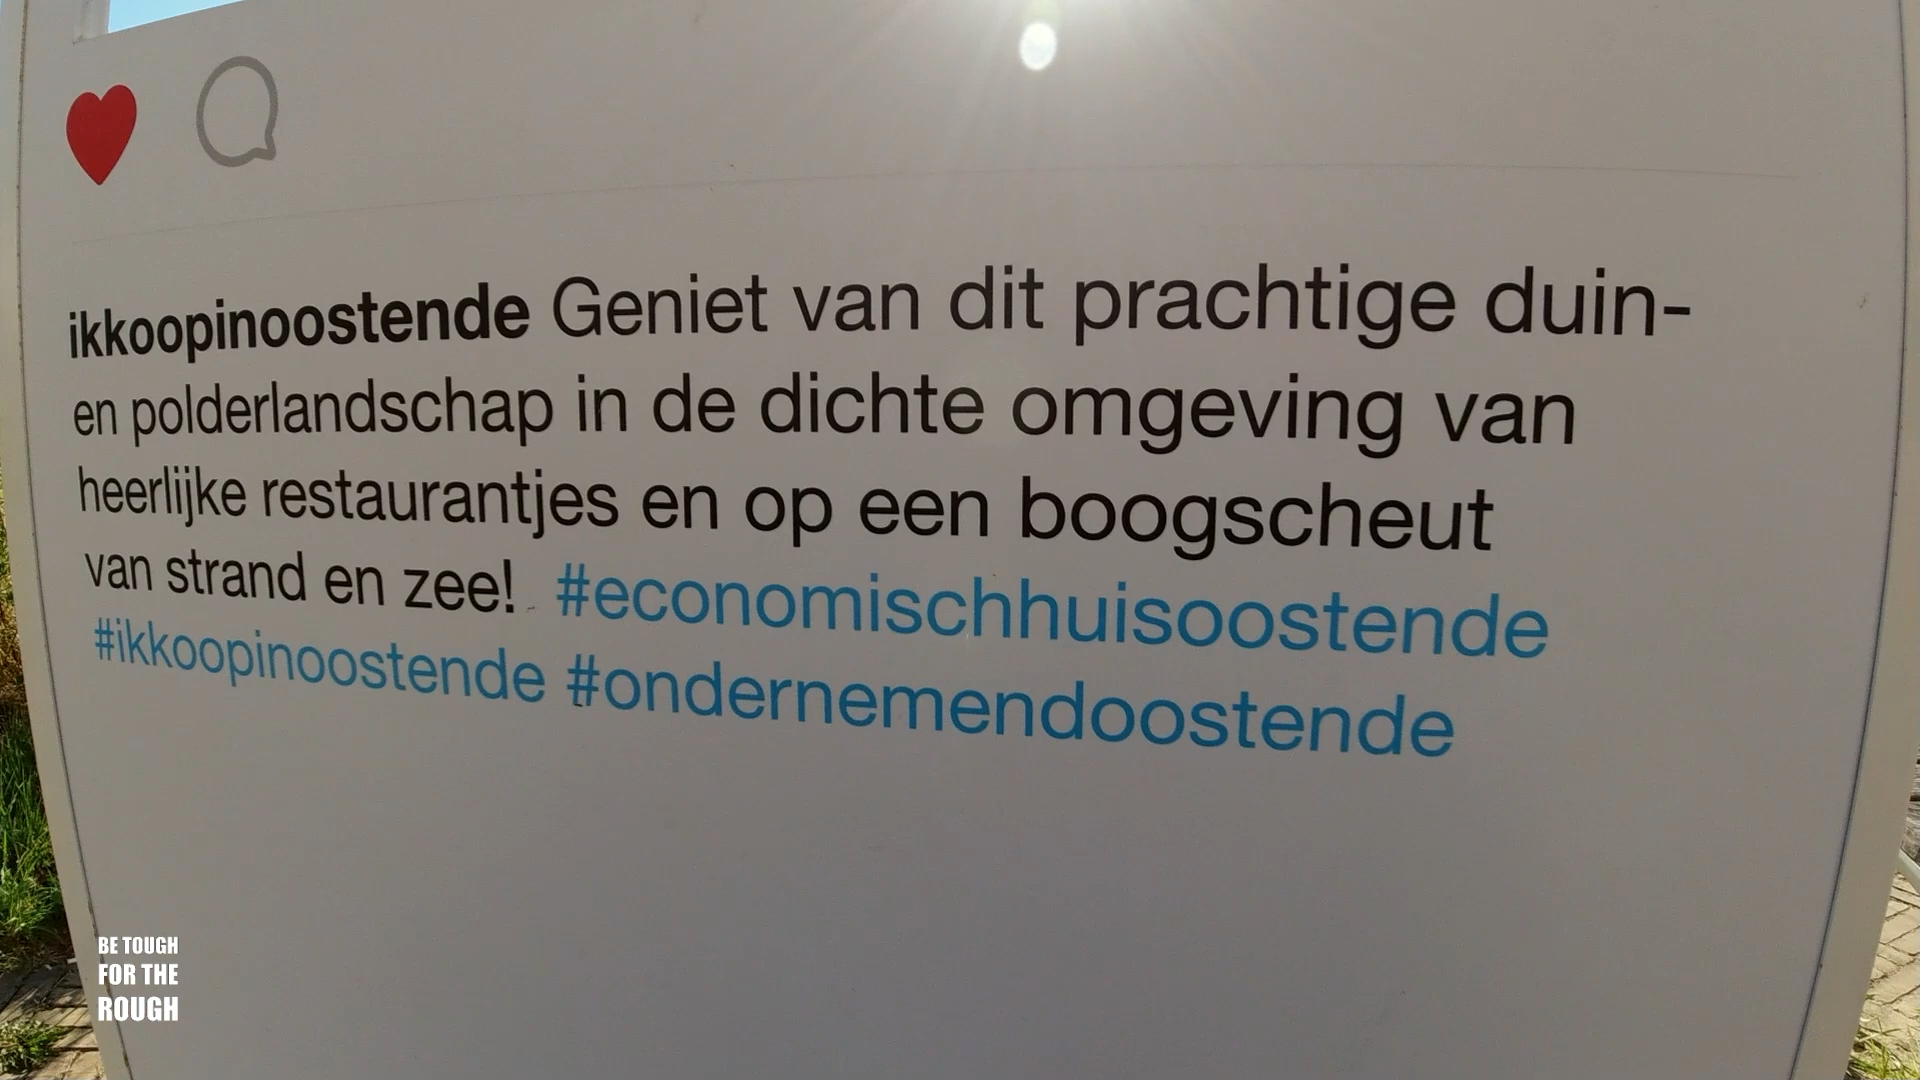 ikkoopinoostende Geniet van dit prachtige duin-
en polderlandschap in de dichte omgeving van
heerlijke restaurantjes en op een boogscheut
van strand en zee! #economischhuisoostende
#ikkoopinoostende #ondernemendoostende
BE TOUGH
FOR THE
ROUGH